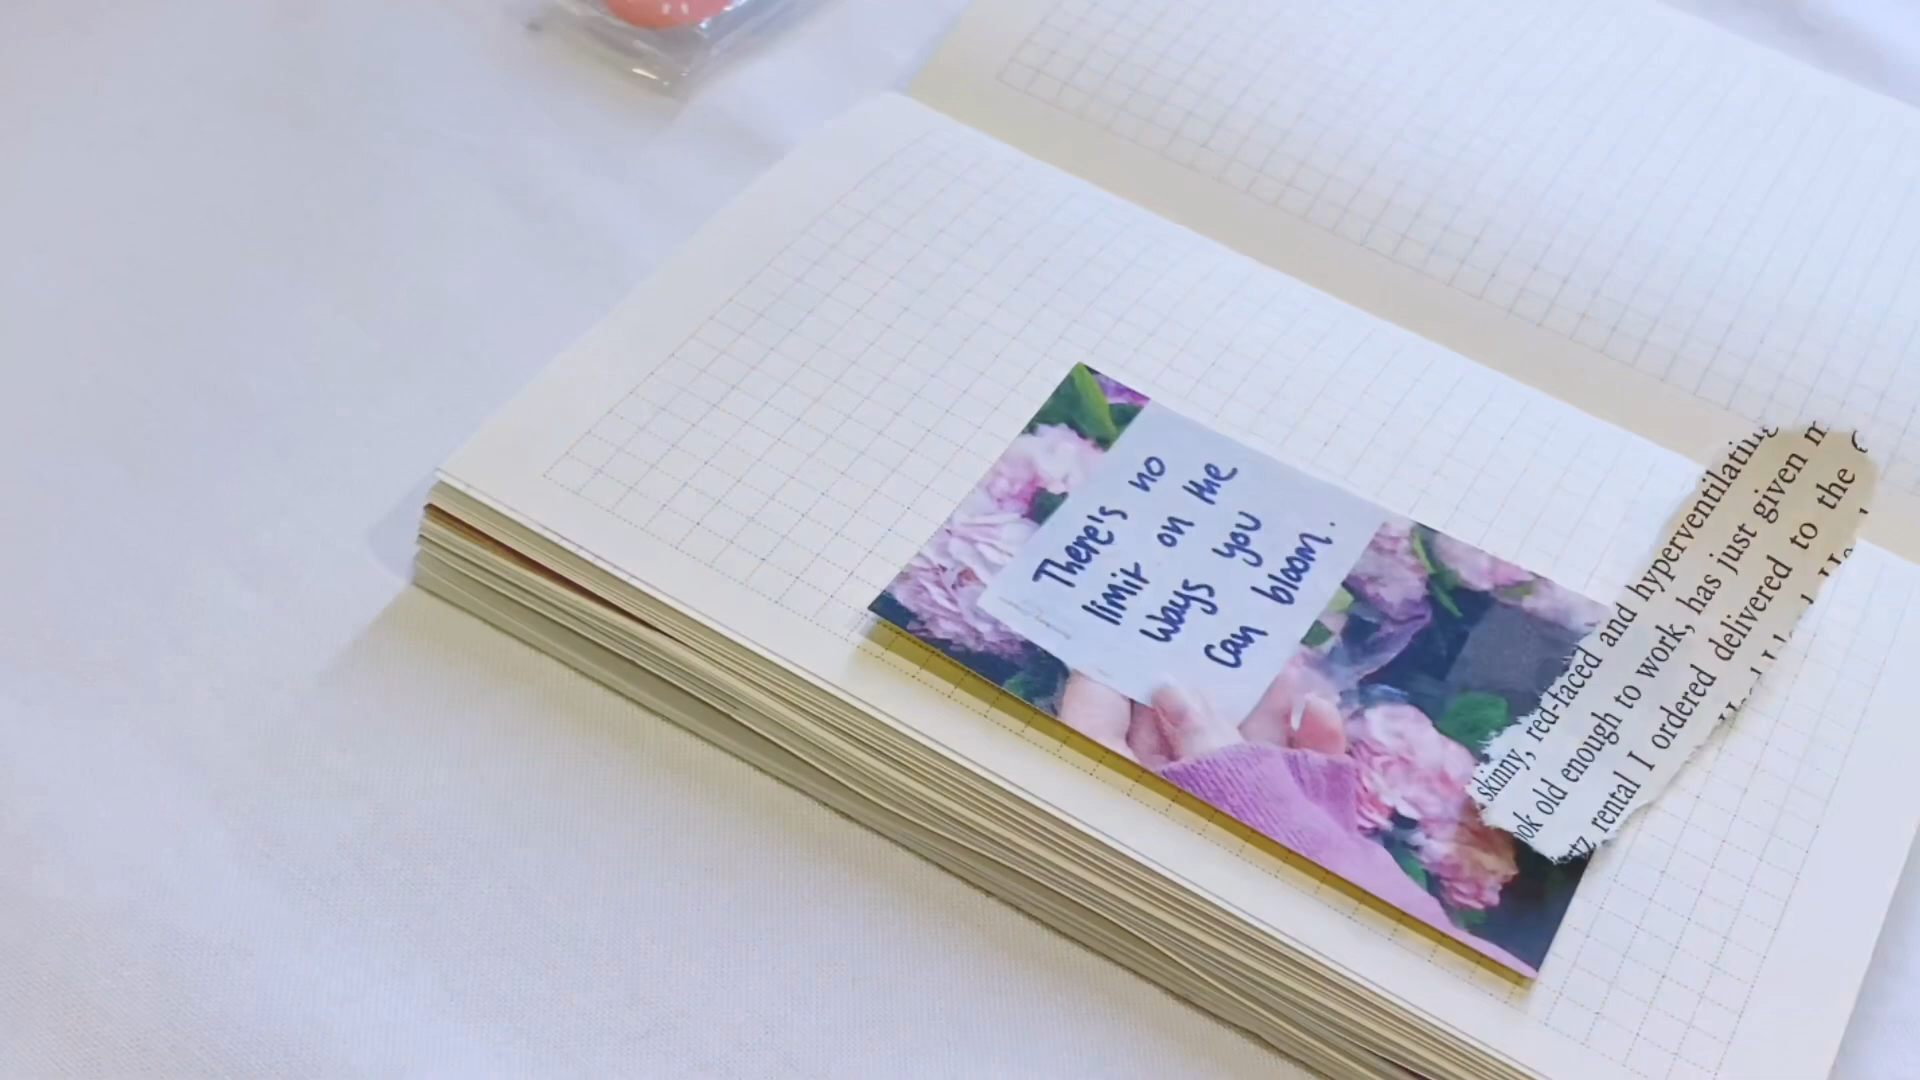 There's no
limit on the
ways you
can bloom.
skinny, red-faced and hyperventilating
old enough to work, has just given
rental I ordered delivered to the